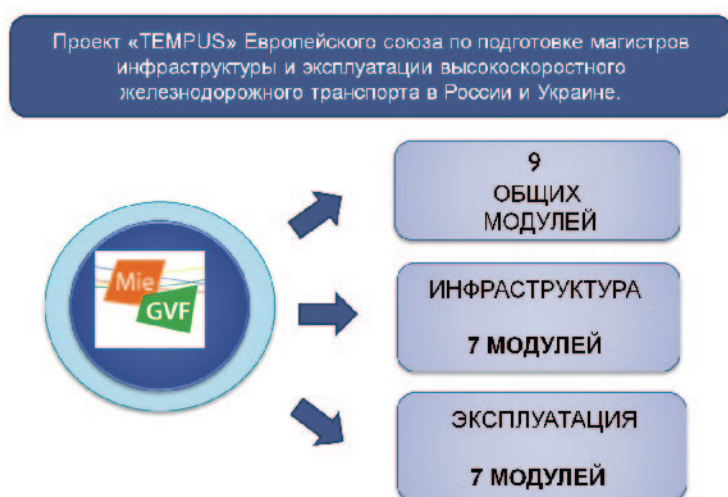 Проект «TEMPUS» Европейского союза по подготовке магистров
инфраструктуры и эксплуатации высокоскоростного
железнодорожного транспорта в России и Украине.
9
ОБЩИХ
МОДУЛЕЙ
Mie
GVF
ИНФРАСТРУКТУРА
7 МОДУЛЕЙ
ЭКСПЛУАТАЦИЯ
7 МОДУЛЕЙ